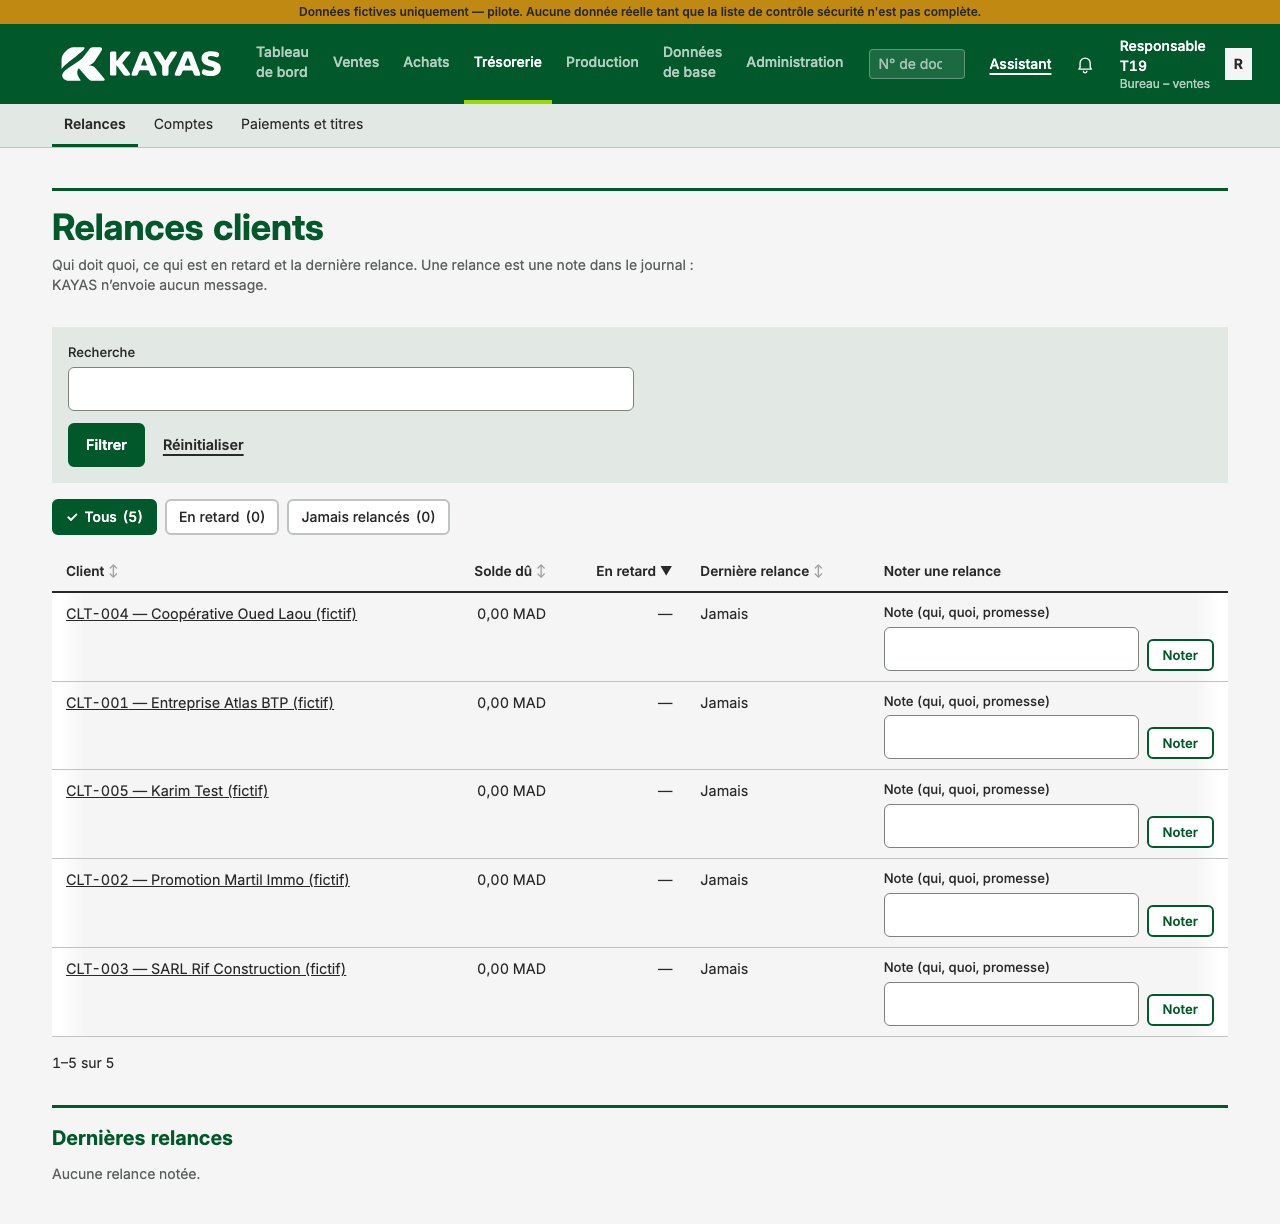 Données fictives uniquement — pilote. Aucune donnée réelle tant que la liste de contrôle sécurité n'est pas complète.
KAYAS
Tableau de bord
Ventes
Achats
Trésorerie
Production
Données de base
Administration
N° de doc
Assistant
Responsable T19
Bureau – ventes
R
Relances
Comptes
Paiements et titres
Relances clients
Qui doit quoi, ce qui est en retard et la dernière relance. Une relance est une note dans le journal :
KAYAS n’envoie aucun message.
Recherche
Filtrer
Réinitialiser
✓ Tous (5)
En retard (0)
Jamais relancés (0)
Client ↕ Solde dû ↕ En retard ▼ Dernière relance ↕ Noter une relance
CLT-004 — Coopérative Oued Laou (fictif) 0,00 MAD — Jamais Note (qui, quoi, promesse)
Noter
CLT-001 — Entreprise Atlas BTP (fictif) 0,00 MAD — Jamais Note (qui, quoi, promesse)
Noter
CLT-005 — Karim Test (fictif) 0,00 MAD — Jamais Note (qui, quoi, promesse)
Noter
CLT-002 — Promotion Martil Immo (fictif) 0,00 MAD — Jamais Note (qui, quoi, promesse)
Noter
CLT-003 — SARL Rif Construction (fictif) 0,00 MAD — Jamais Note (qui, quoi, promesse)
Noter
1–5 sur 5
Dernières relances
Aucune relance notée.